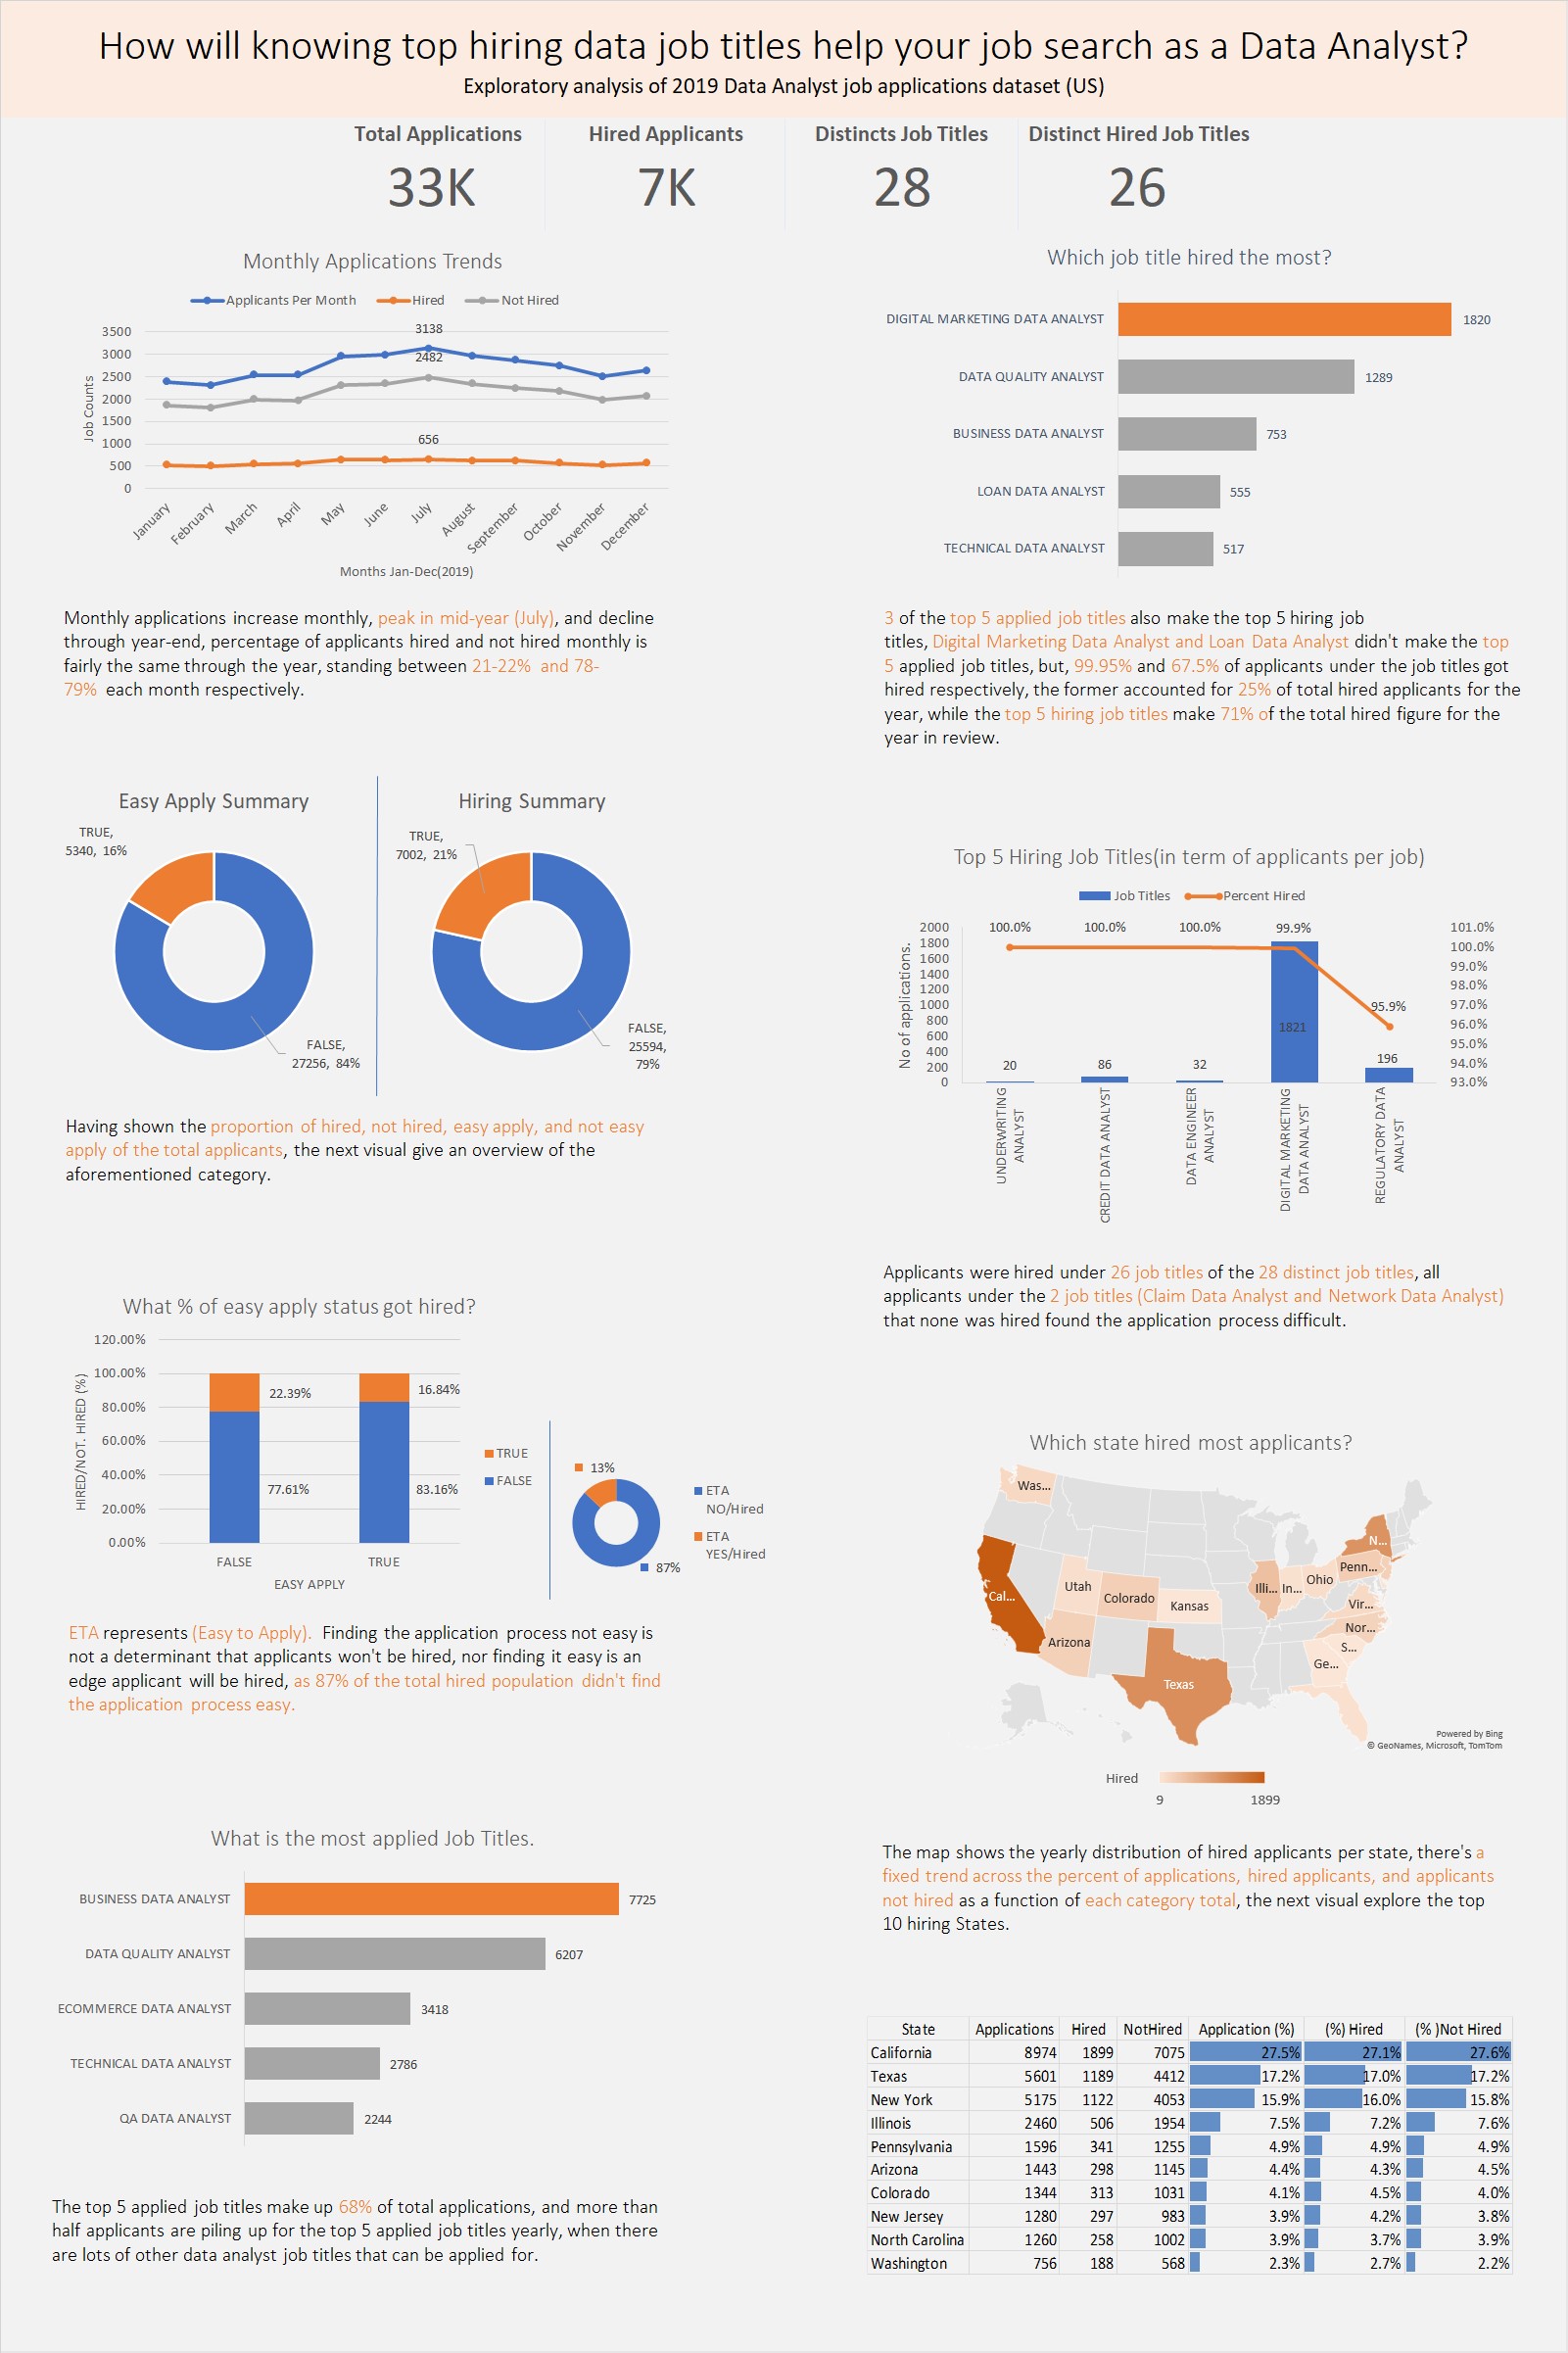 How will knowing top hiring data job titles help your job search as a Data Analyst?
Exploratory analysis of 2019 Data Analyst job applications dataset (US)
Total Applications
33K
Hired Applicants
7K
Distincts Job Titles
28
Distinct Hired Job Titles
26
Monthly Applications Trends
Applicants Per Month Hired Not Hired
Job Counts
3500
3000
2500
2000
1500
1000
500
0
3138
2482
656
January February March April May June July August September October November December
Months Jan-Dec(2019)
Monthly applications increase monthly, peak in mid-year (July), and decline
through year-end, percentage of applicants hired and not hired monthly is
fairly the same through the year, standing between 21-22% and 78-
79% each month respectively.
Which job title hired the most?
DIGITAL MARKETING DATA ANALYST 1820
DATA QUALITY ANALYST 1289
BUSINESS DATA ANALYST 753
LOAN DATA ANALYST 555
TECHNICAL DATA ANALYST 517
3 of the top 5 applied job titles also make the top 5 hiring job
titles, Digital Marketing Data Analyst and Loan Data Analyst didn't make the top
5 applied job titles, but, 99.95% and 67.5% of applicants under the job titles got
hired respectively, the former accounted for 25% of total hired applicants for the
year, while the top 5 hiring job titles make 71% of the total hired figure for the
year in review.
Easy Apply Summary
TRUE,
5340, 16%
FALSE,
27256, 84%
Hiring Summary
TRUE,
7002, 21%
FALSE,
25594,
79%
Having shown the proportion of hired, not hired, easy apply, and not easy
apply of the total applicants, the next visual give an overview of the
aforementioned category.
Top 5 Hiring Job Titles(in term of applicants per job)
Job Titles Percent Hired
No of applications.
2000
1800
1600
1400
1200
1000
800
600
400
200
0
100.0% 100.0% 100.0% 99.9% 95.9%
20 86 32 1821 196
101.0%
100.0%
99.0%
98.0%
97.0%
96.0%
95.0%
94.0%
93.0%
UNDERWRITING
ANALYST
CREDIT DATA ANALYST
DATA ENGINEER
ANALYST
DIGITAL MARKETING
DATA ANALYST
REGULATORY DATA
ANALYST
Applicants were hired under 26 job titles of the 28 distinct job titles, all
applicants under the 2 job titles (Claim Data Analyst and Network Data Analyst)
that none was hired found the application process difficult.
What % of easy apply status got hired?
HIRED/NOT. HIRED (%)
120.00%
100.00%
80.00%
60.00%
40.00%
20.00%
0.00%
22.39% 16.84%
77.61% 83.16%
FALSE TRUE
EASY APPLY
TRUE
FALSE
13%
87%
ETA
NO/Hired
ETA
YES/Hired
ETA represents (Easy to Apply). Finding the application process not easy is
not a determinant that applicants won't be hired, nor finding it easy is an
edge applicant will be hired, as 87% of the total hired population didn't find
the application process easy.
Which state hired most applicants?
Was...
Cal...
Utah
Colorado
Kansas
Arizona
Texas
Illi...
In...
Ohio
Penn...
N...
Vir...
Nor...
S...
Ge...
Powered by Bing
© GeoNames, Microsoft, TomTom
Hired
9 1899
The map shows the yearly distribution of hired applicants per state, there's a
fixed trend across the percent of applications, hired applicants, and applicants
not hired as a function of each category total, the next visual explore the top
10 hiring States.
What is the most applied Job Titles.
BUSINESS DATA ANALYST 7725
DATA QUALITY ANALYST 6207
ECOMMERCE DATA ANALYST 3418
TECHNICAL DATA ANALYST 2786
QA DATA ANALYST 2244
The top 5 applied job titles make up 68% of total applications, and more than
half applicants are piling up for the top 5 applied job titles yearly, when there
are lots of other data analyst job titles that can be applied for.
State Applications Hired NotHired Application (%) (%) Hired (% )Not Hired
California 8974 1899 7075 27.5% 27.1% 27.6%
Texas 5601 1189 4412 17.2% 17.0% 17.2%
New York 5175 1122 4053 15.9% 16.0% 15.8%
Illinois 2460 506 1954 7.5% 7.2% 7.6%
Pennsylvania 1596 341 1255 4.9% 4.9% 4.9%
Arizona 1443 298 1145 4.4% 4.3% 4.5%
Colorado 1344 313 1031 4.1% 4.5% 4.0%
New Jersey 1280 297 983 3.9% 4.2% 3.8%
North Carolina 1260 258 1002 3.9% 3.7% 3.9%
Washington 756 188 568 2.3% 2.7% 2.2%